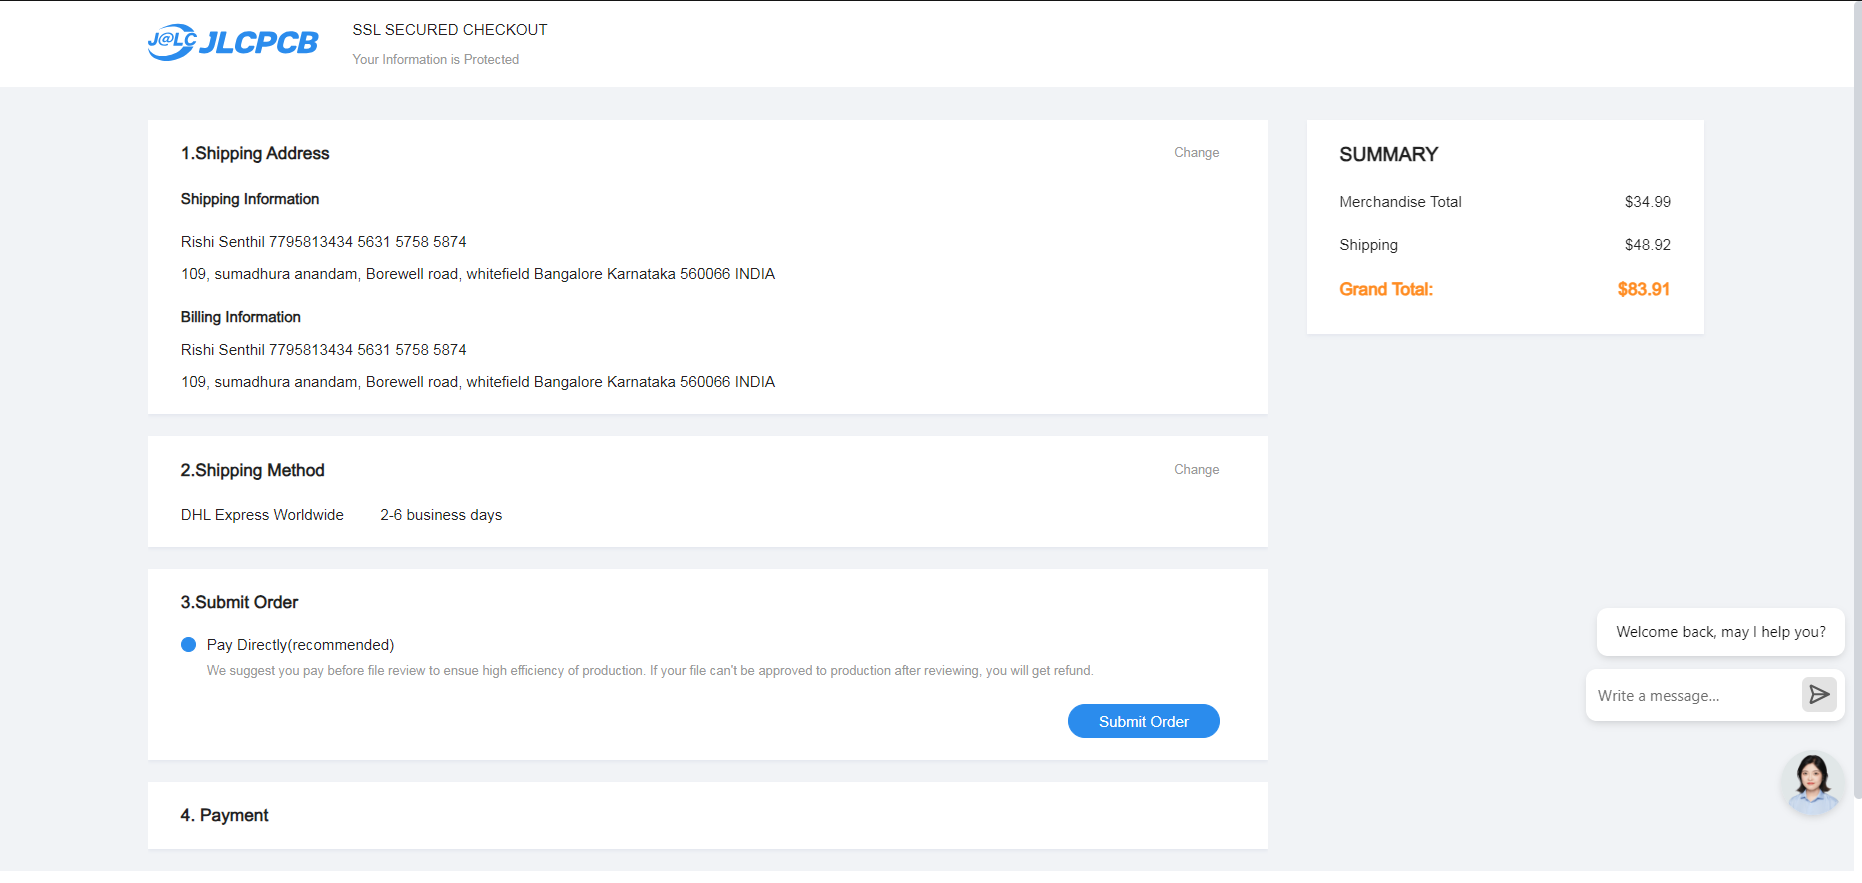 J@LC JLCPCB
SSL SECURED CHECKOUT
Your Information is Protected
1.Shipping Address
Change
Shipping Information
Rishi Senthil 7795813434 5631 5758 5874
109, sumadhura anandam, Borewell road, whitefield Bangalore Karnataka 560066 INDIA
Billing Information
Rishi Senthil 7795813434 5631 5758 5874
109, sumadhura anandam, Borewell road, whitefield Bangalore Karnataka 560066 INDIA
2.Shipping Method
Change
DHL Express Worldwide 2-6 business days
3.Submit Order
Pay Directly(recommended)
We suggest you pay before file review to ensue high efficiency of production. If your file can't be approved to production after reviewing, you will get refund.
Submit Order
4. Payment
SUMMARY
Merchandise Total $34.99
Shipping $48.92
Grand Total: $83.91
Welcome back, may I help you?
Write a message...